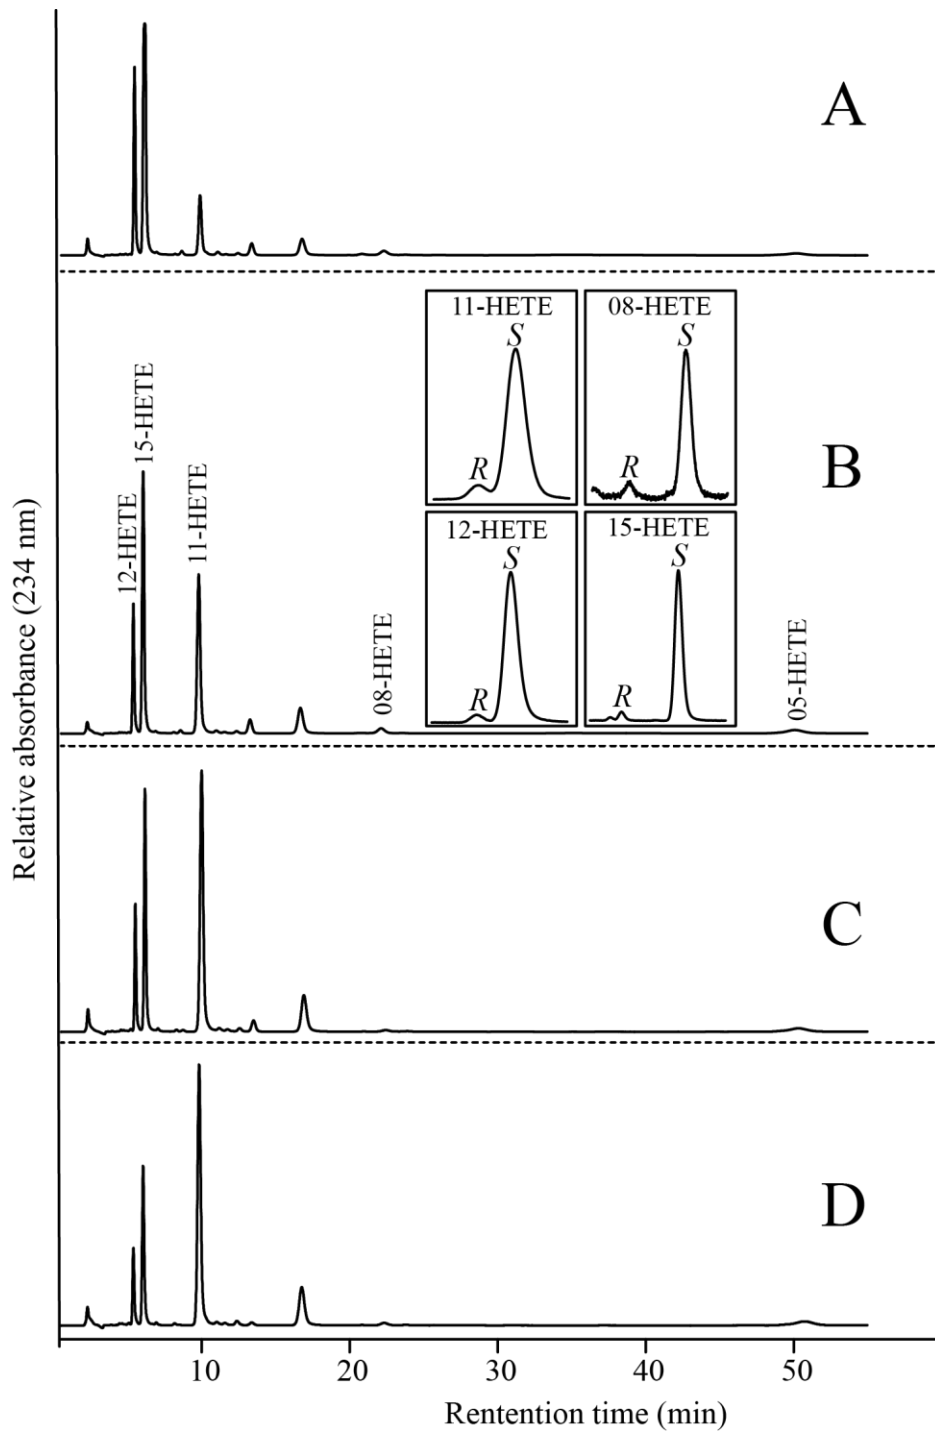 A
11-HETE
S
R
08-HETE
S
R
B
12-HETE
15-HETE
11-HETE
12-HETE
S
R
15-HETE
S
R
08-HETE
05-HETE
Relative absorbance (234 nm)
C
D
10 20 30 40 50
Rentention time (min)